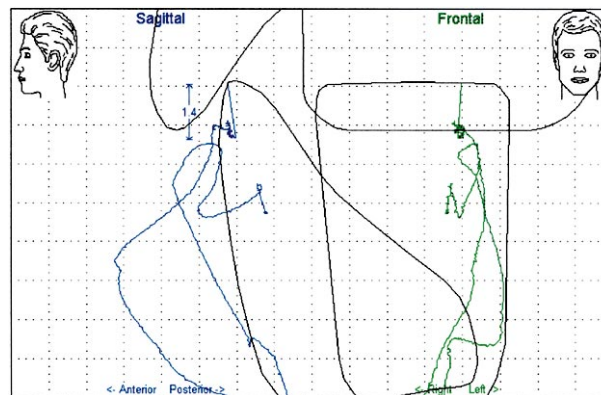 Sagittal
Frontal
1.4
<- Anterior Posterior ->
<- Right Left ->